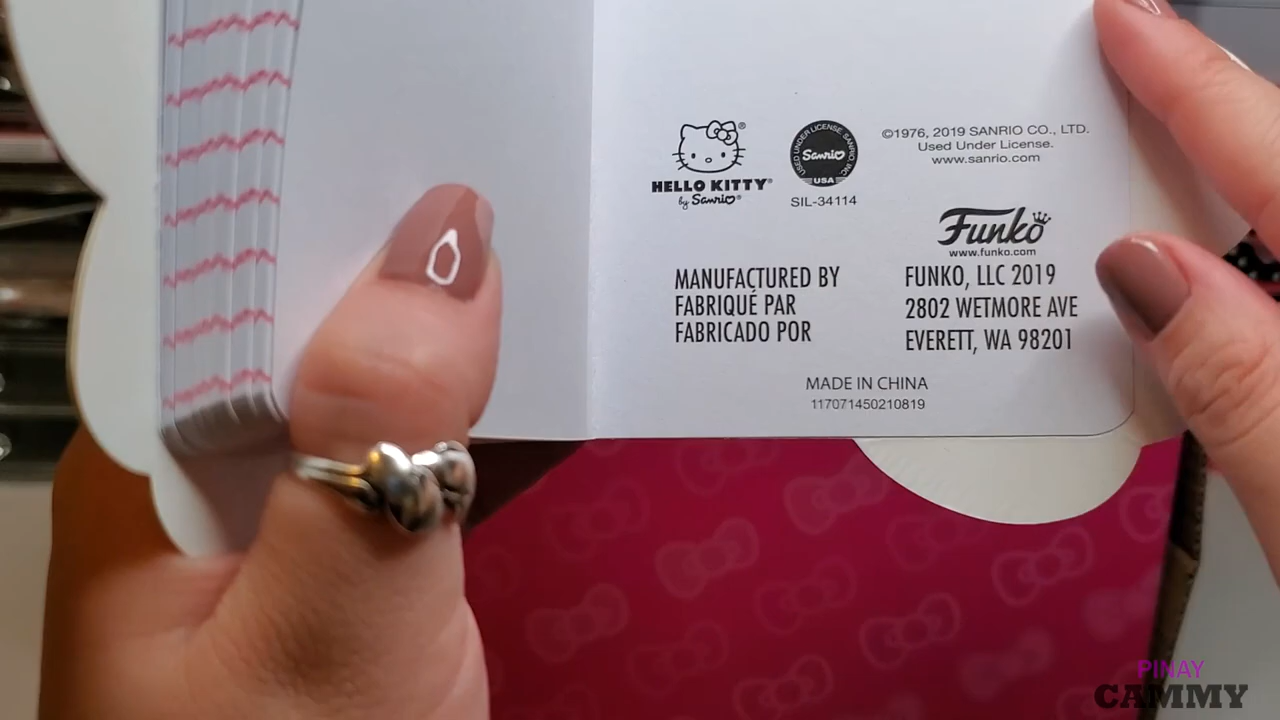 HELLO KITTY®
by Sanrio®
USED UNDER LICENSE, SANRIO, INC.
Sanrio
USA
SIL-34114
©1976, 2019 SANRIO CO., LTD.
Used Under License.
www.sanrio.com
Funko
www.funko.com
MANUFACTURED BY
FABRIQUÉ PAR
FABRICADO POR
FUNKO, LLC 2019
2802 WETMORE AVE
EVERETT, WA 98201
MADE IN CHINA
117071450210819
PINAY
CAMMY